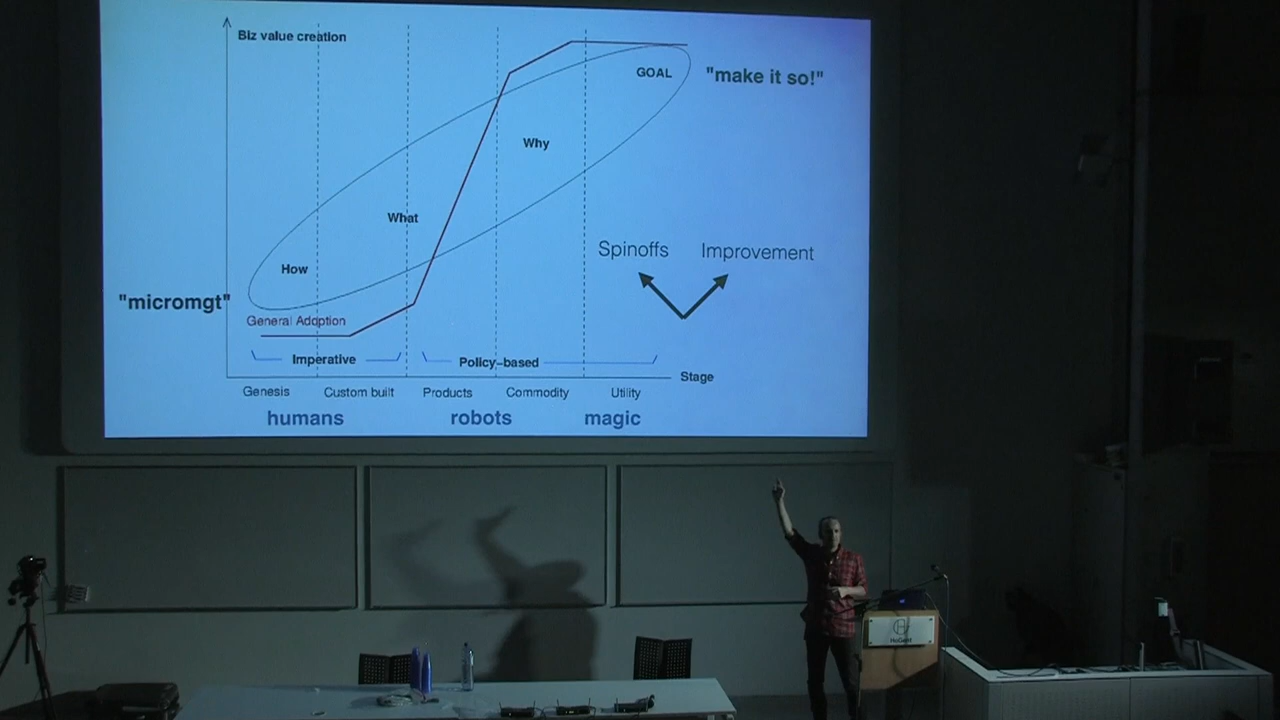 Biz value creation
GOAL
"make it so!"
Why
What
Spinoffs Improvement
How
"micromgt"
General Adoption
Imperative
Policy-based
Stage
Genesis Custom built Products Commodity Utility
humans robots magic
HoGent